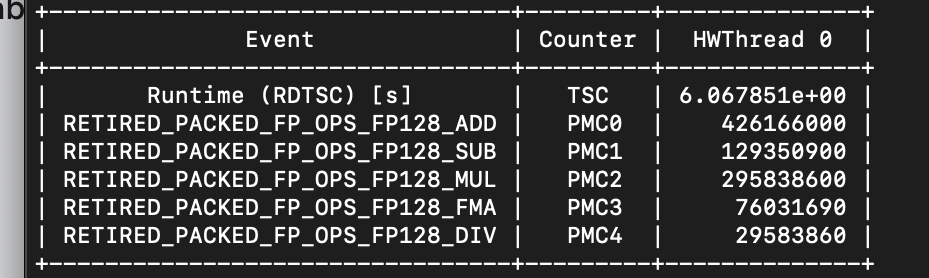 nb
+------------------------------------+---------+--------------+
| Event | Counter | HWThread 0 |
+------------------------------------+---------+--------------+
| Runtime (RDTSC) [s] | TSC | 6.067851e+00 |
| RETIRED_PACKED_FP_OPS_FP128_ADD | PMC0 | 426166000 |
| RETIRED_PACKED_FP_OPS_FP128_SUB | PMC1 | 129350900 |
| RETIRED_PACKED_FP_OPS_FP128_MUL | PMC2 | 295838600 |
| RETIRED_PACKED_FP_OPS_FP128_FMA | PMC3 | 76031690 |
| RETIRED_PACKED_FP_OPS_FP128_DIV | PMC4 | 29583860 |
+------------------------------------+---------+--------------+